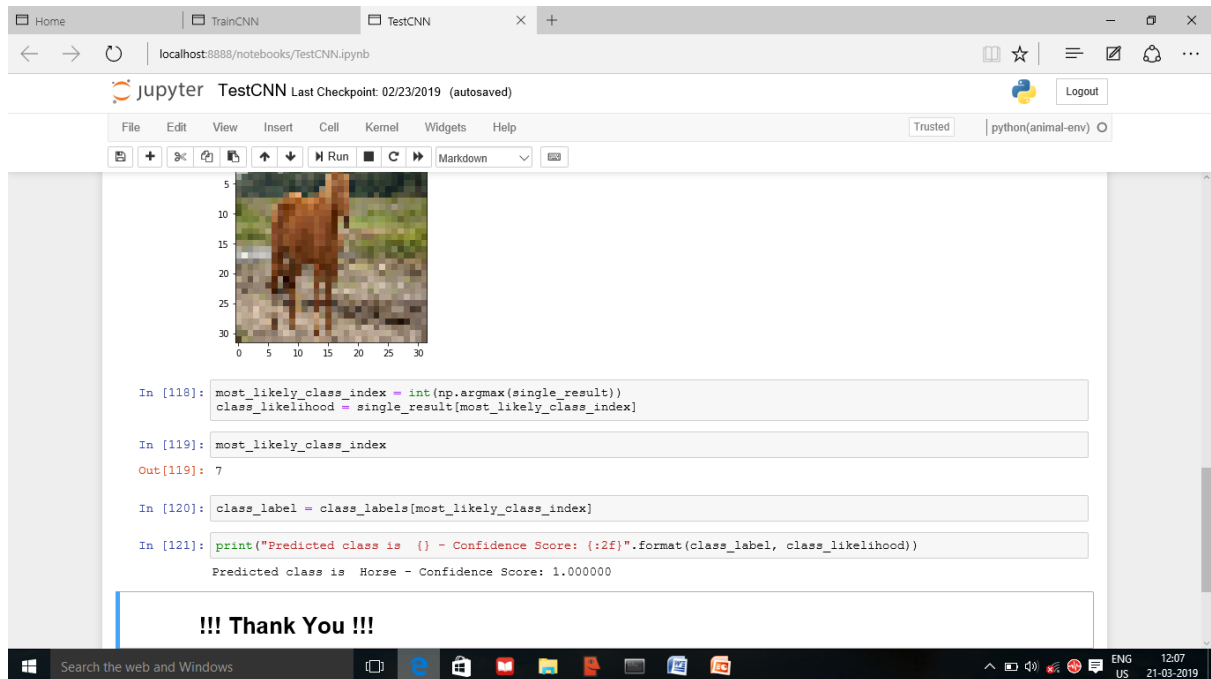 Home TrainCNN TestCNN
localhost:8888/notebooks/TestCNN.ipynb
jupyter TestCNN Last Checkpoint: 02/23/2019 (autosaved) Logout
File Edit View Insert Cell Kernel Widgets Help Trusted python(animal-env)
Run Markdown
5
10
15
20
25
30
0 5 10 15 20 25 30
In [118]: most_likely_class_index = int(np.argmax(single_result))
class_likelihood = single_result[most_likely_class_index]
In [119]: most_likely_class_index
Out[119]: 7
In [120]: class_label = class_labels[most_likely_class_index]
In [121]: print("Predicted class is  {} - Confidence Score: {:2f}".format(class_label, class_likelihood))
Predicted class is  Horse - Confidence Score: 1.000000
!!! Thank You !!!
Search the web and Windows ENG 12:07
US 21-03-2019